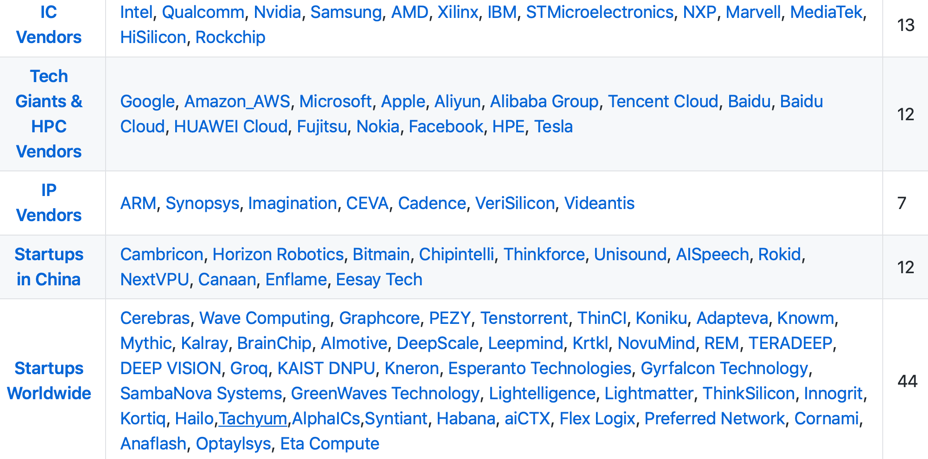 IC Vendors
Intel, Qualcomm, Nvidia, Samsung, AMD, Xilinx, IBM, STMicroelectronics, NXP, Marvell, MediaTek,
HiSilicon, Rockchip
13
Tech
Giants &
HPC
Vendors
Google, Amazon_AWS, Microsoft, Apple, Aliyun, Alibaba Group, Tencent Cloud, Baidu, Baidu
Cloud, HUAWEI Cloud, Fujitsu, Nokia, Facebook, HPE, Tesla
12
IP
Vendors
ARM, Synopsys, Imagination, CEVA, Cadence, VeriSilicon, Videantis
7
Startups
in China
Cambricon, Horizon Robotics, Bitmain, Chipintelli, Thinkforce, Unisound, AISpeech, Rokid,
NextVPU, Canaan, Enflame, Eesay Tech
12
Startups
Worldwide
Cerebras, Wave Computing, Graphcore, PEZY, Tenstorrent, ThinCI, Koniku, Adapteva, Knowm,
Mythic, Kalray, BrainChip, AImotive, DeepScale, Leepmind, Krtkl, NovuMind, REM, TERADEEP,
DEEP VISION, Groq, KAIST DNPU, Kneron, Esperanto Technologies, Gyrfalcon Technology,
SambaNova Systems, GreenWaves Technology, Lightelligence, Lightmatter, ThinkSilicon, Innogrit,
Kortiq, Hailo,Tachyum,AlphaICs,Syntiant, Habana, aiCTX, Flex Logix, Preferred Network, Cornami,
Anaflash, Optaylsys, Eta Compute
44